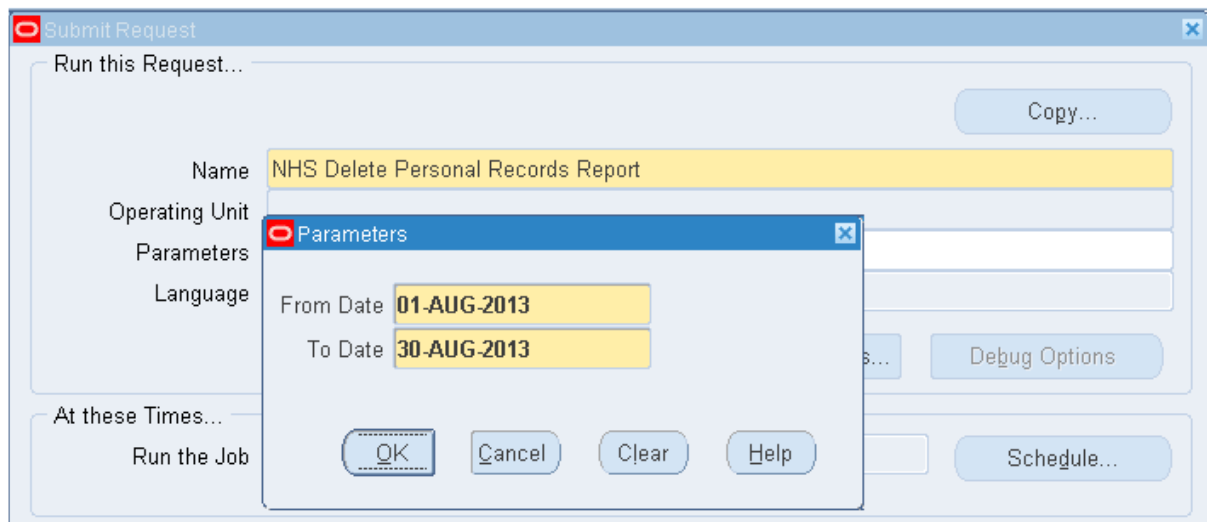 Submit Request
Run this Request...
Copy...
Name NHS Delete Personal Records Report
Operating Unit
Parameters
Language
Parameters
From Date 01-AUG-2013
To Date 30-AUG-2013
OK Cancel Clear Help
s... Debug Options
At these Times...
Run the Job
Schedule...